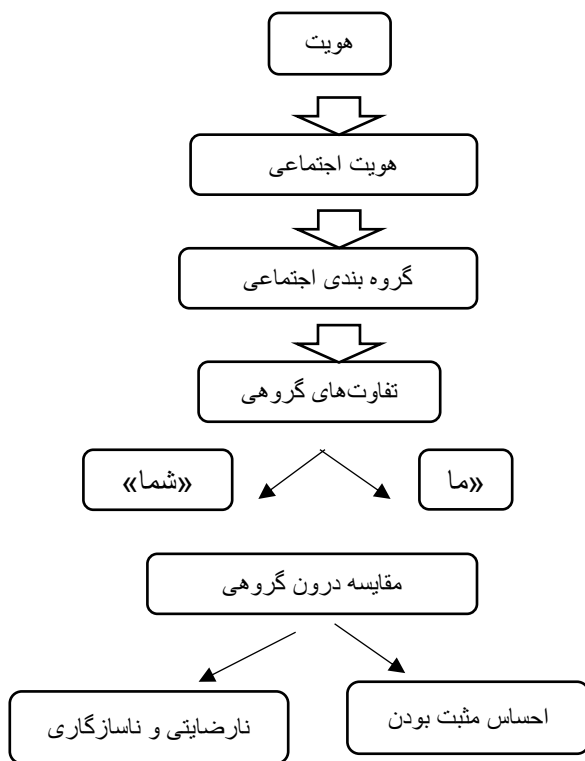 هویت
هویت اجتماعی
گروه بندی اجتماعی
تفاوت‌های گروهی
«ما
«شما»
مقایسه درون گروهی
احساس مثبت بودن
نارضایتی و ناسازگاری